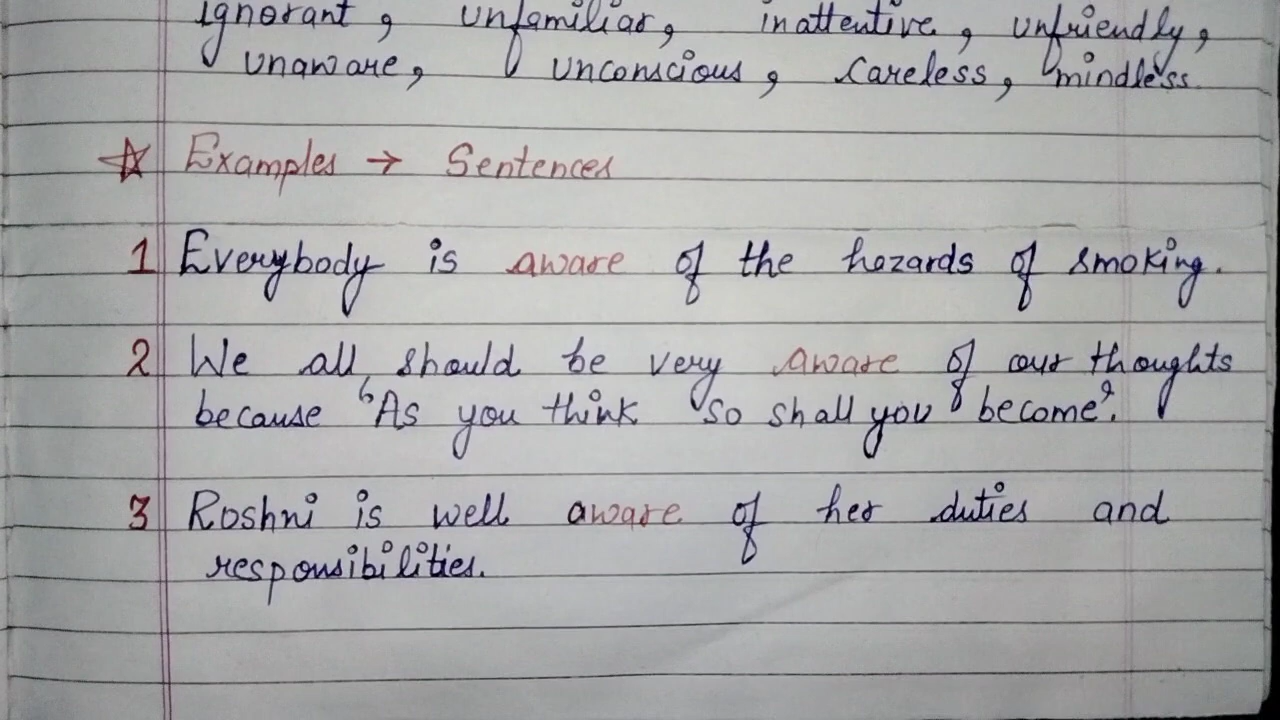 ignorant, unfamiliar, inattentive, unfriendly,
unaware, unconscious, careless, mindless.
☆ Examples → Sentences
1 Everybody is aware of the hazards of smoking.
2 We all should be very aware of our thoughts
because ‘As you think so shall you become’.
3 Roshni is well aware of her duties and
responsibilities.